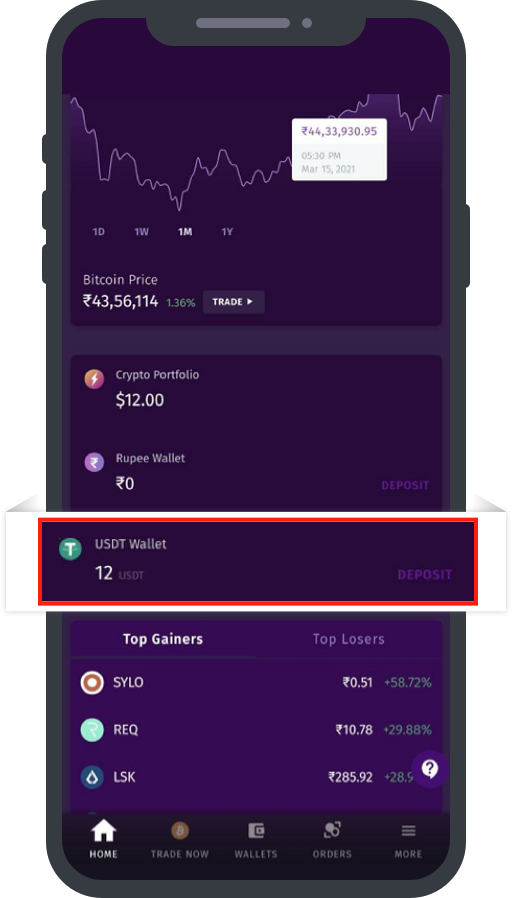 ₹44,33,930.95
05:30 PM
Mar 15, 2021
1D 1W 1M 1Y
Bitcoin Price
₹43,56,114 1.36% TRADE
Crypto Portfolio
$12.00
Rupee Wallet
₹0 DEPOSIT
USDT Wallet
12 USDT DEPOSIT
Top Gainers Top Losers
SYLO ₹0.51 +58.72%
REQ ₹10.78 +29.88%
LSK ₹285.92 +28.9
HOME TRADE NOW WALLETS ORDERS MORE